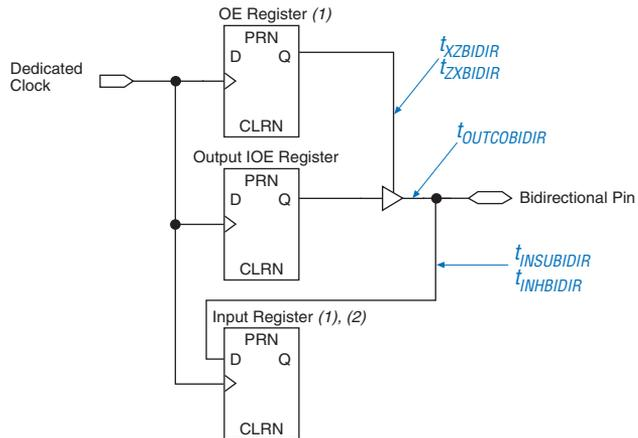 OE Register (1)
PRN
D Q
CLRN
Dedicated
Clock
tXZBIDIR
tZXBIDIR
tOUTCOBIDIR
Output IOE Register
PRN
D Q
CLRN
Bidirectional Pin
tINSUBIDIR
tINHBIDIR
Input Register (1), (2)
PRN
D Q
CLRN